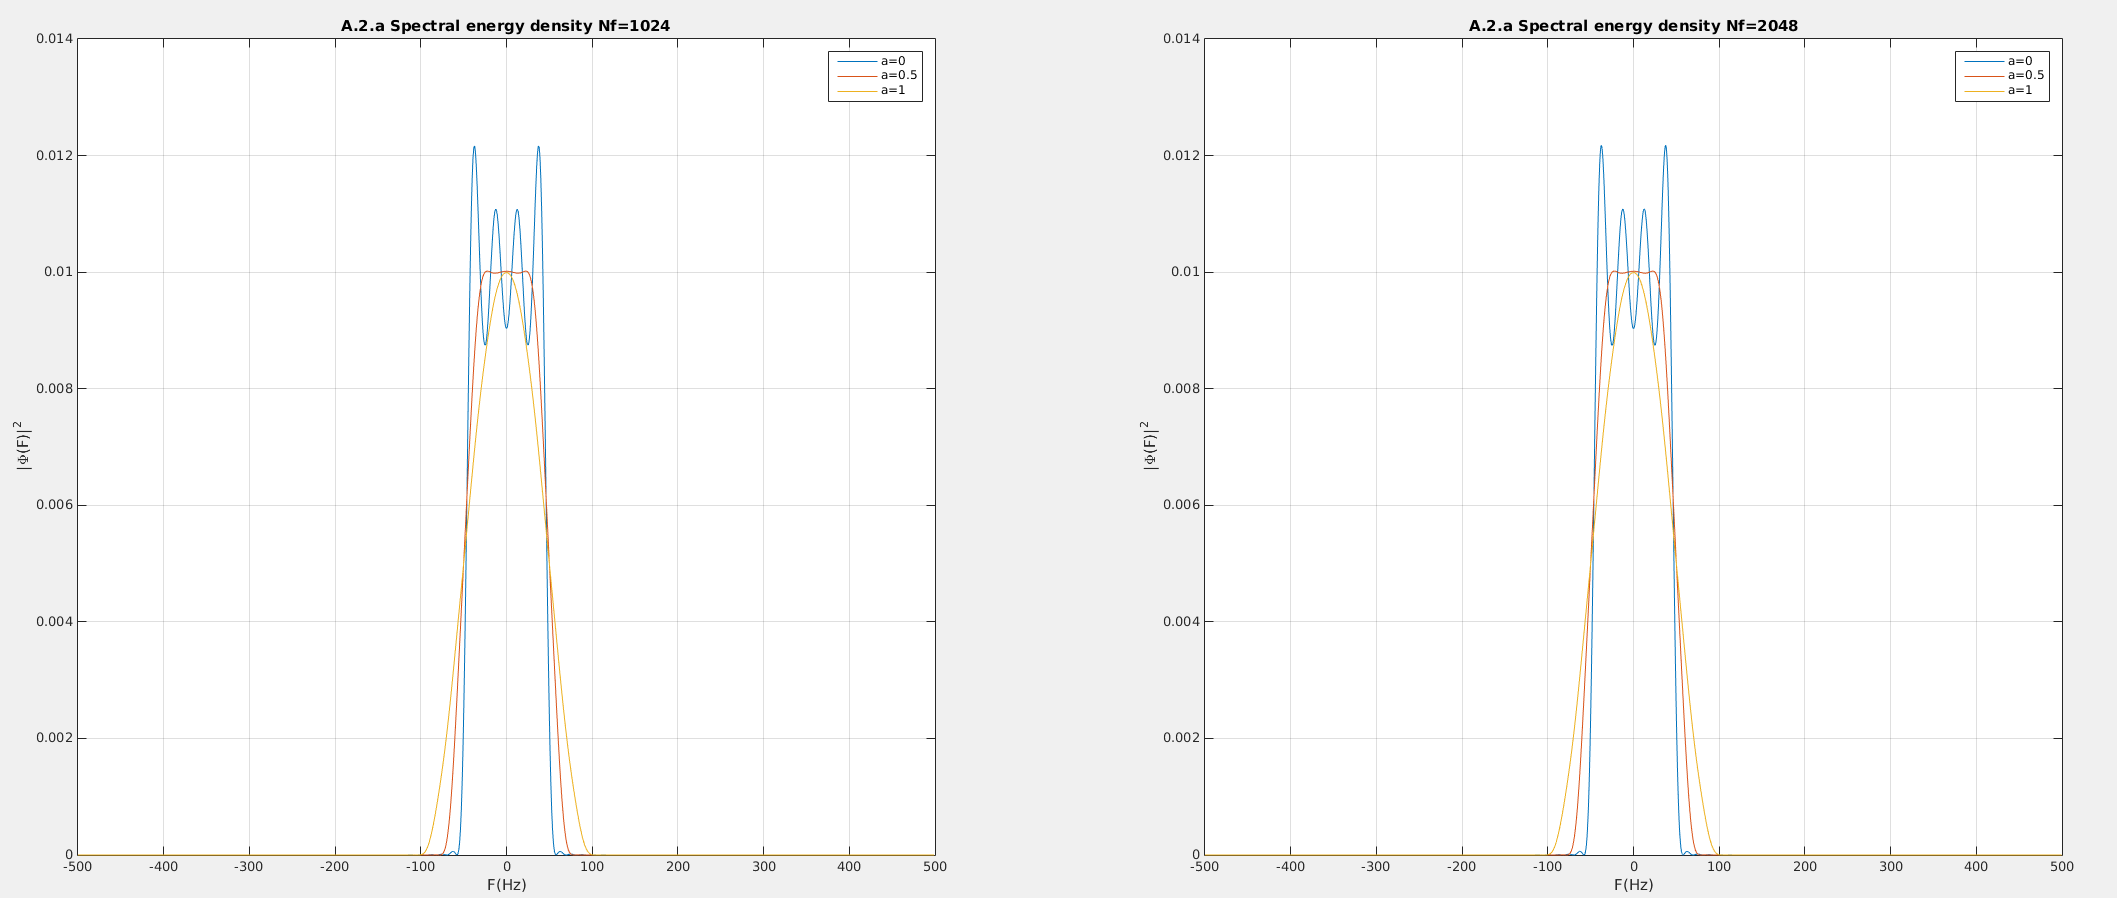 A.2.a Spectral energy density Nf=1024
0.014
0.012
0.01
0.008
0.006
0.004
0.002
0
|Φ(F)|²
-500 -400 -300 -200 -100 0 100 200 300 400 500
F(Hz)
a=0
a=0.5
a=1
A.2.a Spectral energy density Nf=2048
0.014
0.012
0.01
0.008
0.006
0.004
0.002
0
|Φ(F)|²
-500 -400 -300 -200 -100 0 100 200 300 400 500
F(Hz)
a=0
a=0.5
a=1